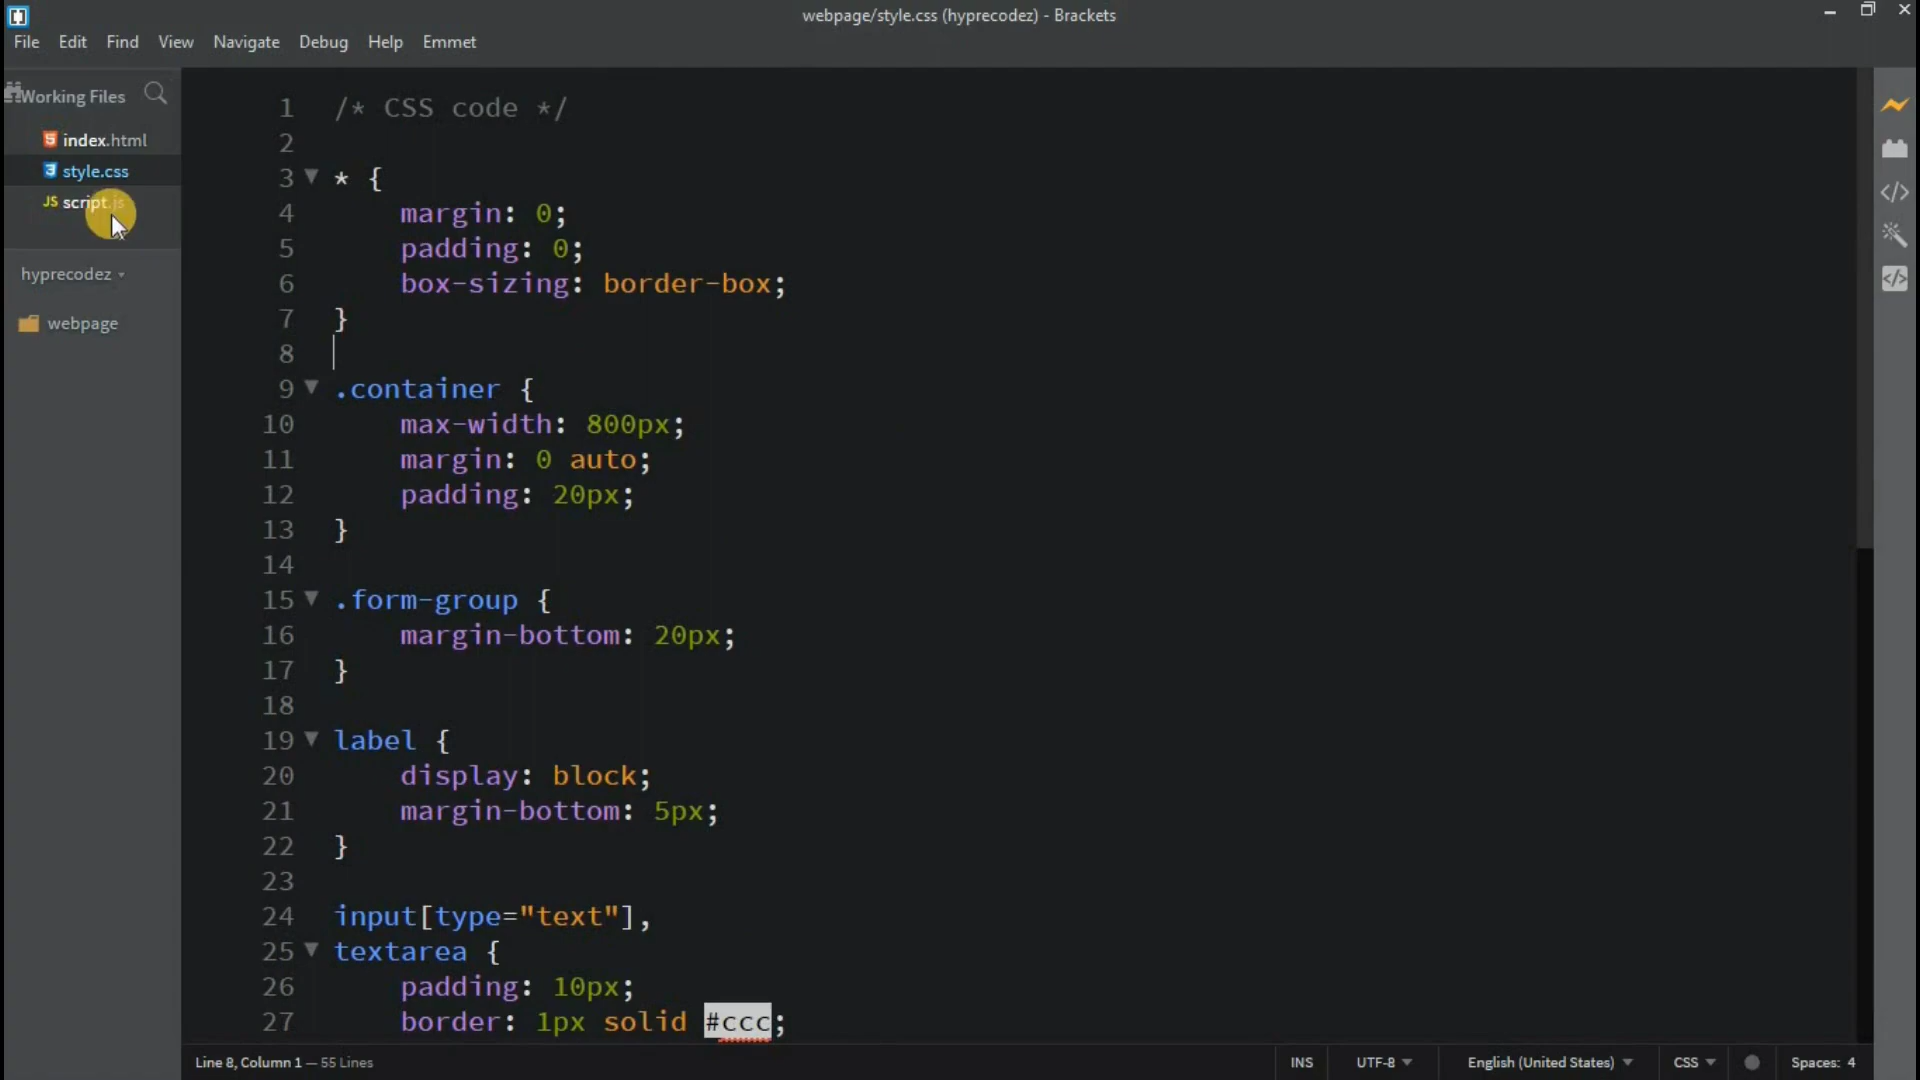 webpage/style.css (hyprecodez) - Brackets
File Edit Find View Navigate Debug Help Emmet
Working Files
index.html
style.css
JS script.js
hyprecodez
webpage
1 /* CSS code */
2
3 * {
4 margin: 0;
5 padding: 0;
6 box-sizing: border-box;
7 }
8
9 .container {
10 max-width: 800px;
11 margin: 0 auto;
12 padding: 20px;
13 }
14
15 .form-group {
16 margin-bottom: 20px;
17 }
18
19 label {
20 display: block;
21 margin-bottom: 5px;
22 }
23
24 input[type="text"],
25 textarea {
26 padding: 10px;
27 border: 1px solid #ccc;
Line 8, Column 1 — 55 Lines
INS UTF-8 English (United States) CSS Spaces: 4